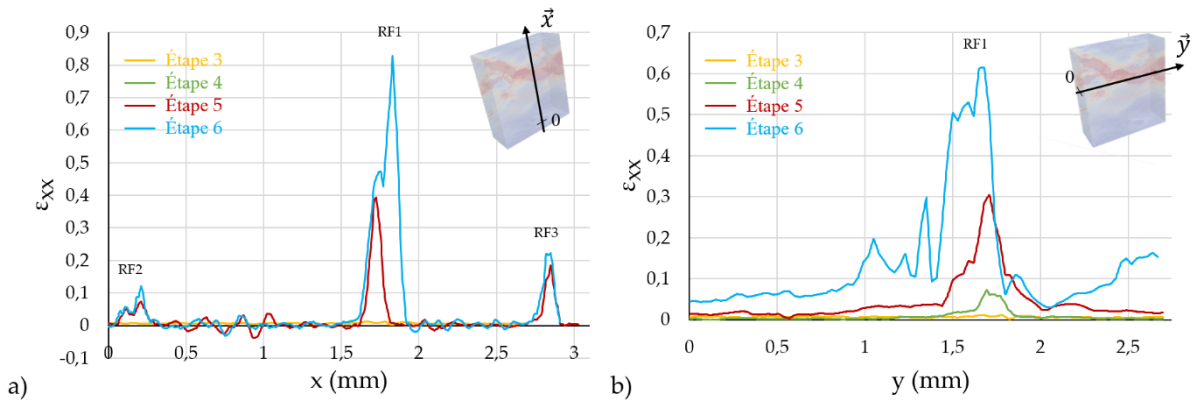 0,9
0,8
0,7
0,6
0,5
0,4
0,3
0,2
0,1
0
-0,1
εxx
Étape 3
Étape 4
Étape 5
Étape 6
RF1
RF2
RF3
x⃗
0
0 0,5 1 1,5 2 2,5 3
x (mm)
a)
0,7
0,6
0,5
0,4
0,3
0,2
0,1
0
εxx
Étape 3
Étape 4
Étape 5
Étape 6
RF1
y⃗
0
0 0,5 1 1,5 2 2,5
y (mm)
b)